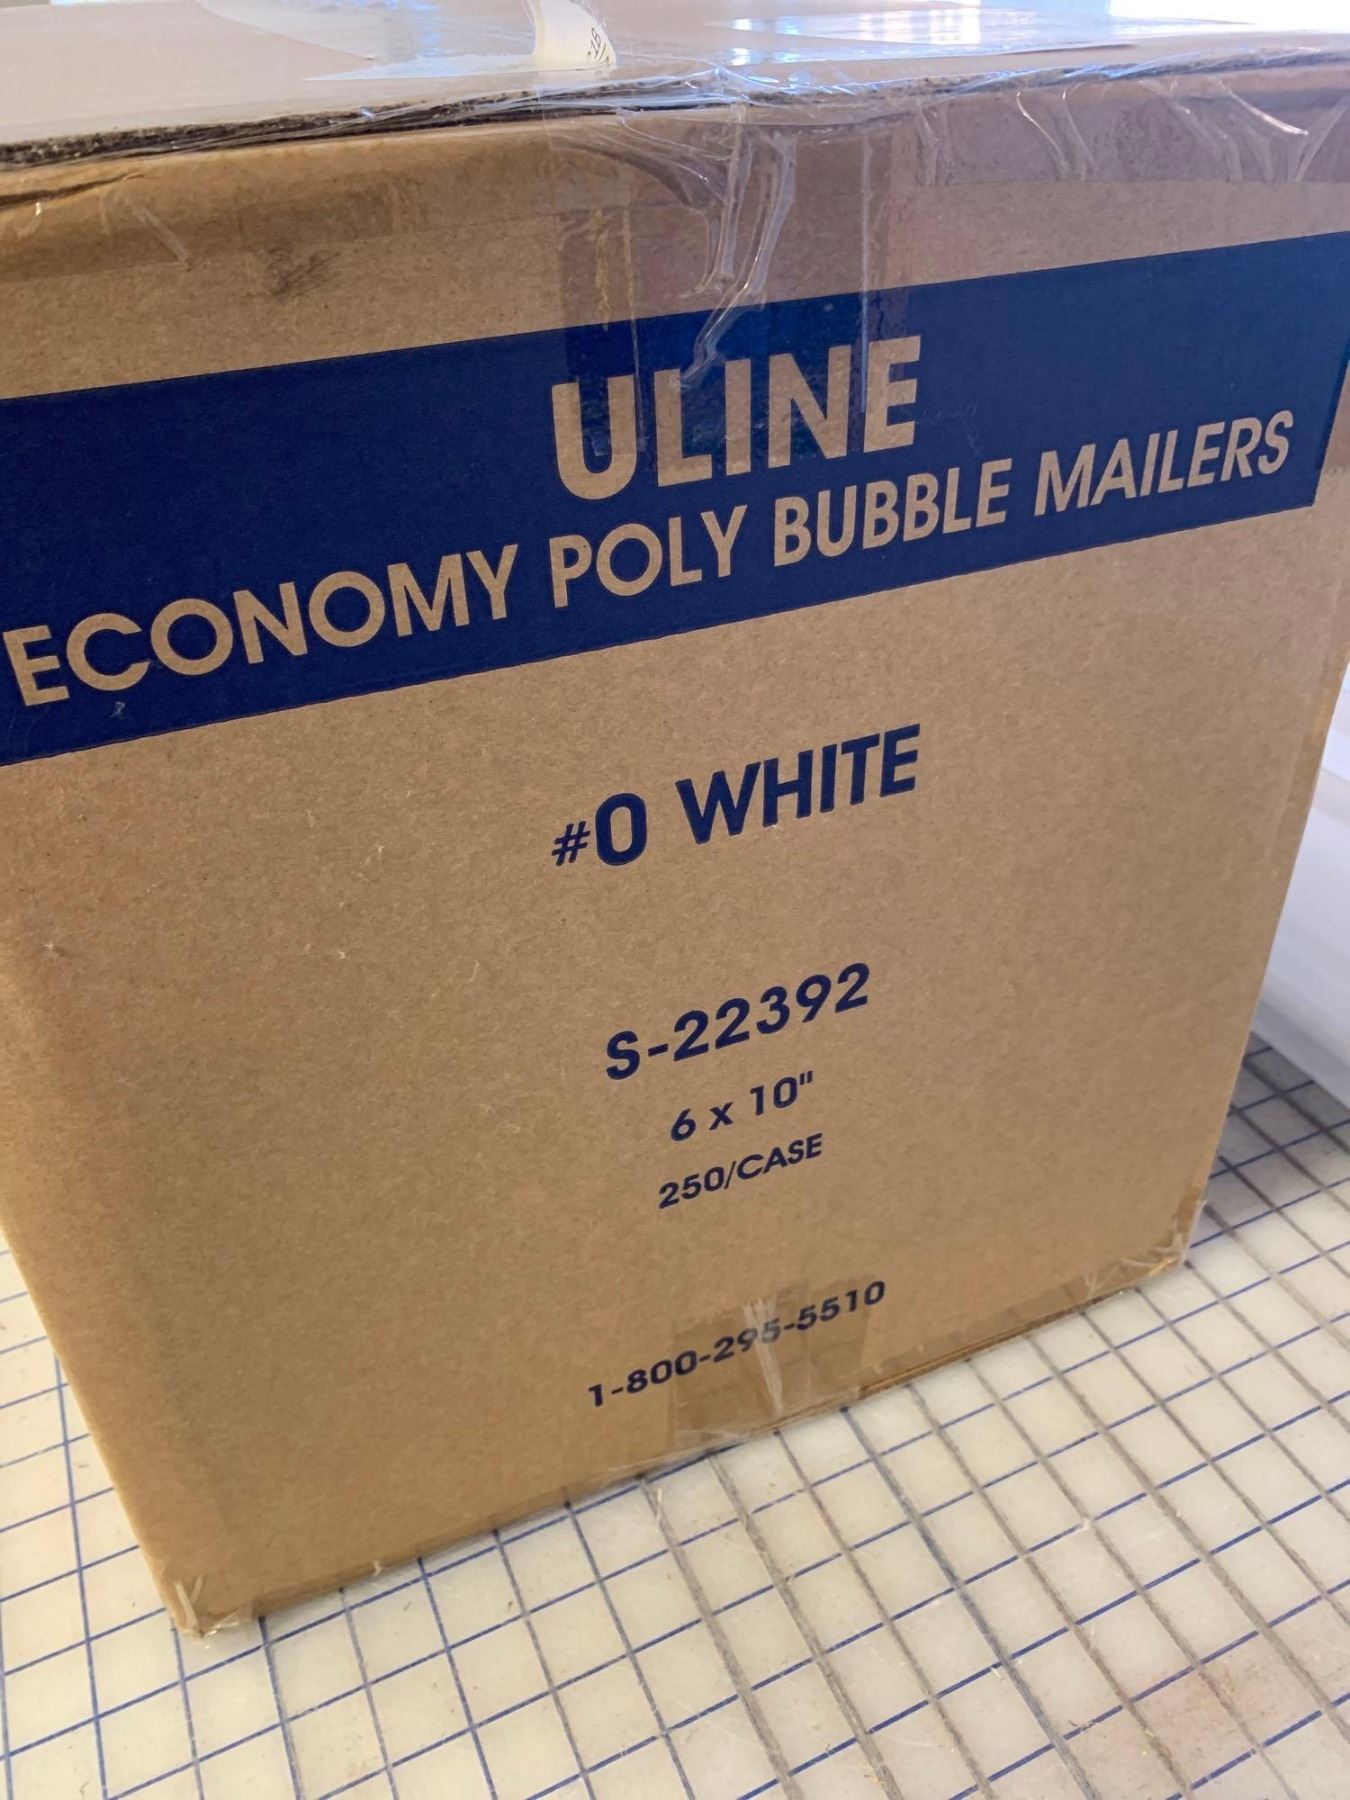 ULINE
ECONOMY POLY BUBBLE MAILERS
#0 WHITE
S-22392
6 x 10"
250/CASE
1-800-295-5510